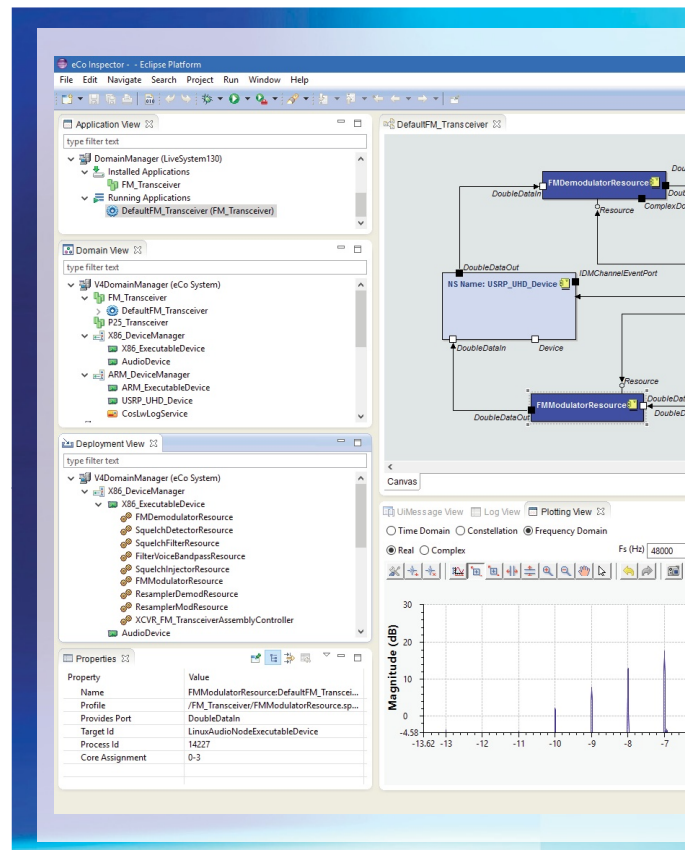 eCo Inspector - - Eclipse Platform
File Edit Navigate Search Project Run Window Help
Application View
type filter text
DomainManager (LiveSystem130)
Installed Applications
FM_Transceiver
Running Applications
DefaultFM_Transceiver (FM_Transceiver)
Domain View
type filter text
V4DomainManager (eCo System)
FM_Transceiver
DefaultFM_Transceiver
P25_Transceiver
X86_DeviceManager
X86_ExecutableDevice
AudioDevice
ARM_DeviceManager
ARM_ExecutableDevice
USRP_UHD_Device
CosLwLogService
Deployment View
type filter text
V4DomainManager (eCo System)
X86_DeviceManager
X86_ExecutableDevice
FMDemodulatorResource
SquelchDetectorResource
SquelchFilterResource
FilterVoiceBandpassResource
SquelchInjectorResource
FMModulatorResource
ResamplerDemodResource
ResamplerModResource
XCVR_FM_TransceiverAssemblyController
AudioDevice
Properties
Property Value
Name FMModulatorResource:DefaultFM_Transcei...
Profile /FM_Transceiver/FMModulatorResource.sp...
Provides Port DoubleDataIn
Target Id LinuxAudioNodeExecutableDevice
Process Id 14227
Core Assignment 0-3
DefaultFM_Transceiver
Dou
FMDemodulatorResource
DoubleDataIn
Doub
Resource
ComplexDo
DoubleDataOut
IDMChannelEventPort
NS Name: USRP_UHD_Device
DoubleDataIn
Device
Resource
FMModulatorResource
DoubleDat
DoubleDataOut
DoubleD
Canvas
UiMessage View Log View Plotting View
Time Domain Constellation Frequency Domain
Real Complex Fs (Hz) 48000
Magnitude (dB)
30
20
10
0
-4.58
-13.62 -13 -12 -11 -10 -9 -8 -7